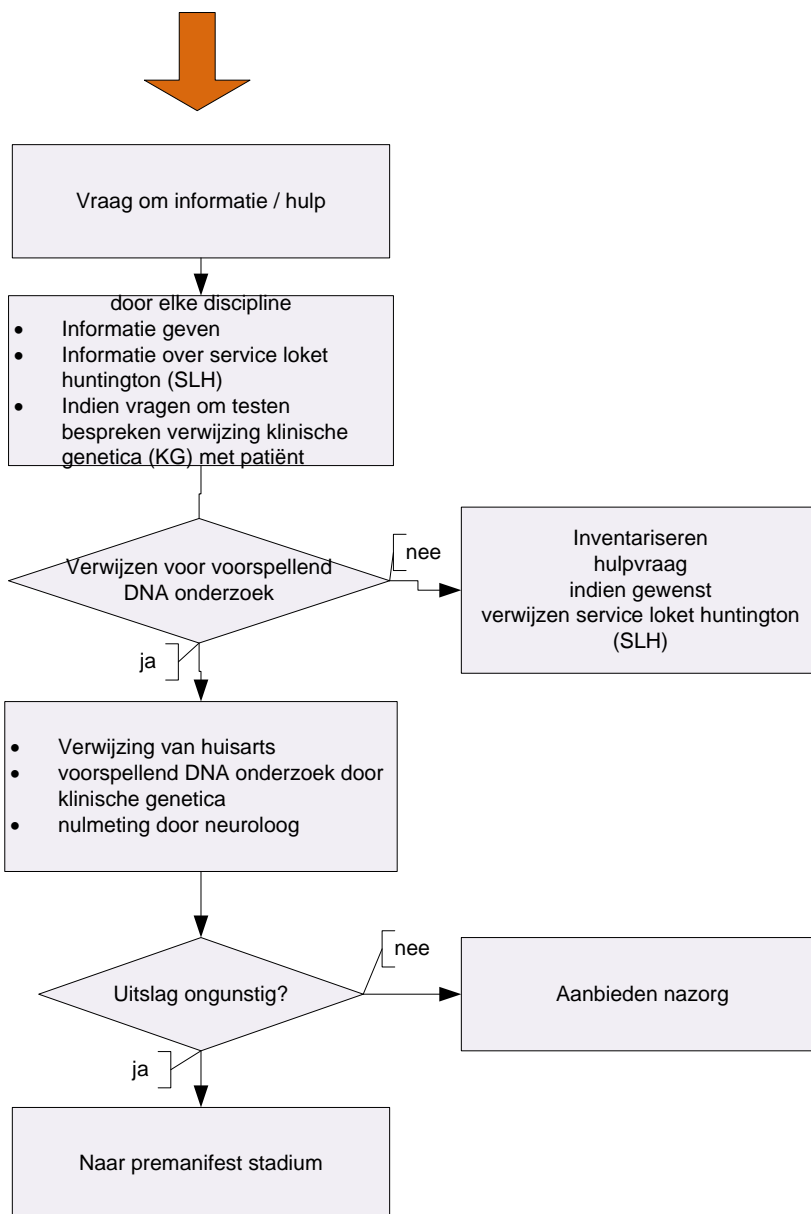 Vraag om informatie / hulp
door elke discipline
• Informatie geven
• Informatie over service loket
huntington (SLH)
• Indien vragen om testen
bespreken verwijzing klinische
genetica (KG) met patiënt
Verwijzen voor voorspellend
DNA onderzoek
nee
Inventariseren
hulpvraag
indien gewenst
verwijzen service loket huntington
(SLH)
ja
• Verwijzing van huisarts
• voorspellend DNA onderzoek door
klinische genetica
• nulmeting door neuroloog
Uitslag ongunstig?
nee
Aanbieden nazorg
ja
Naar premanifest stadium